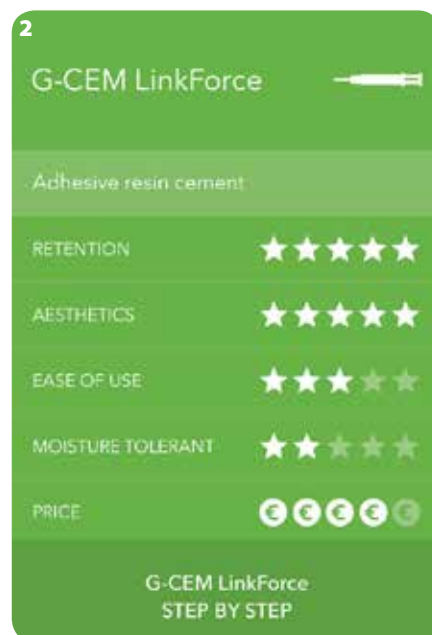 2
G-CEM LinkForce
Adhesive resin cement
RETENTION
AESTHETICS
EASE OF USE
MOISTURE TOLERANT
PRICE € € € € €
G-CEM LinkForce
STEP BY STEP